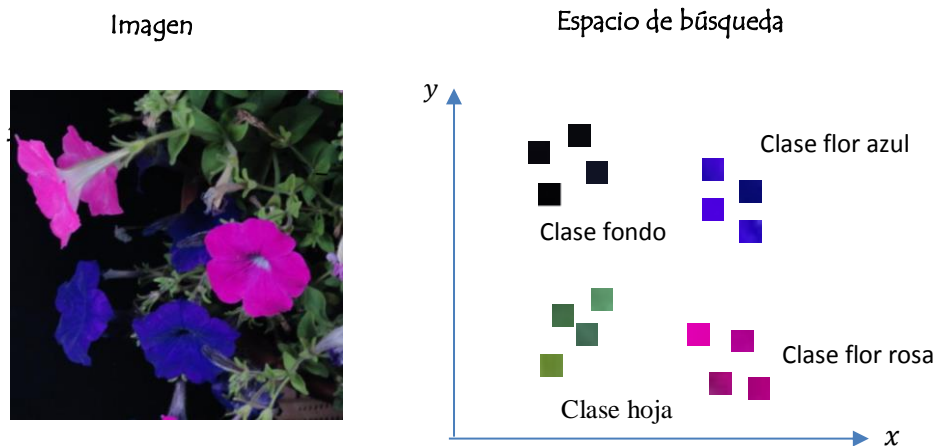 Imagen
Espacio de búsqueda
y
Clase flor azul
Clase fondo
Clase flor rosa
Clase hoja
x